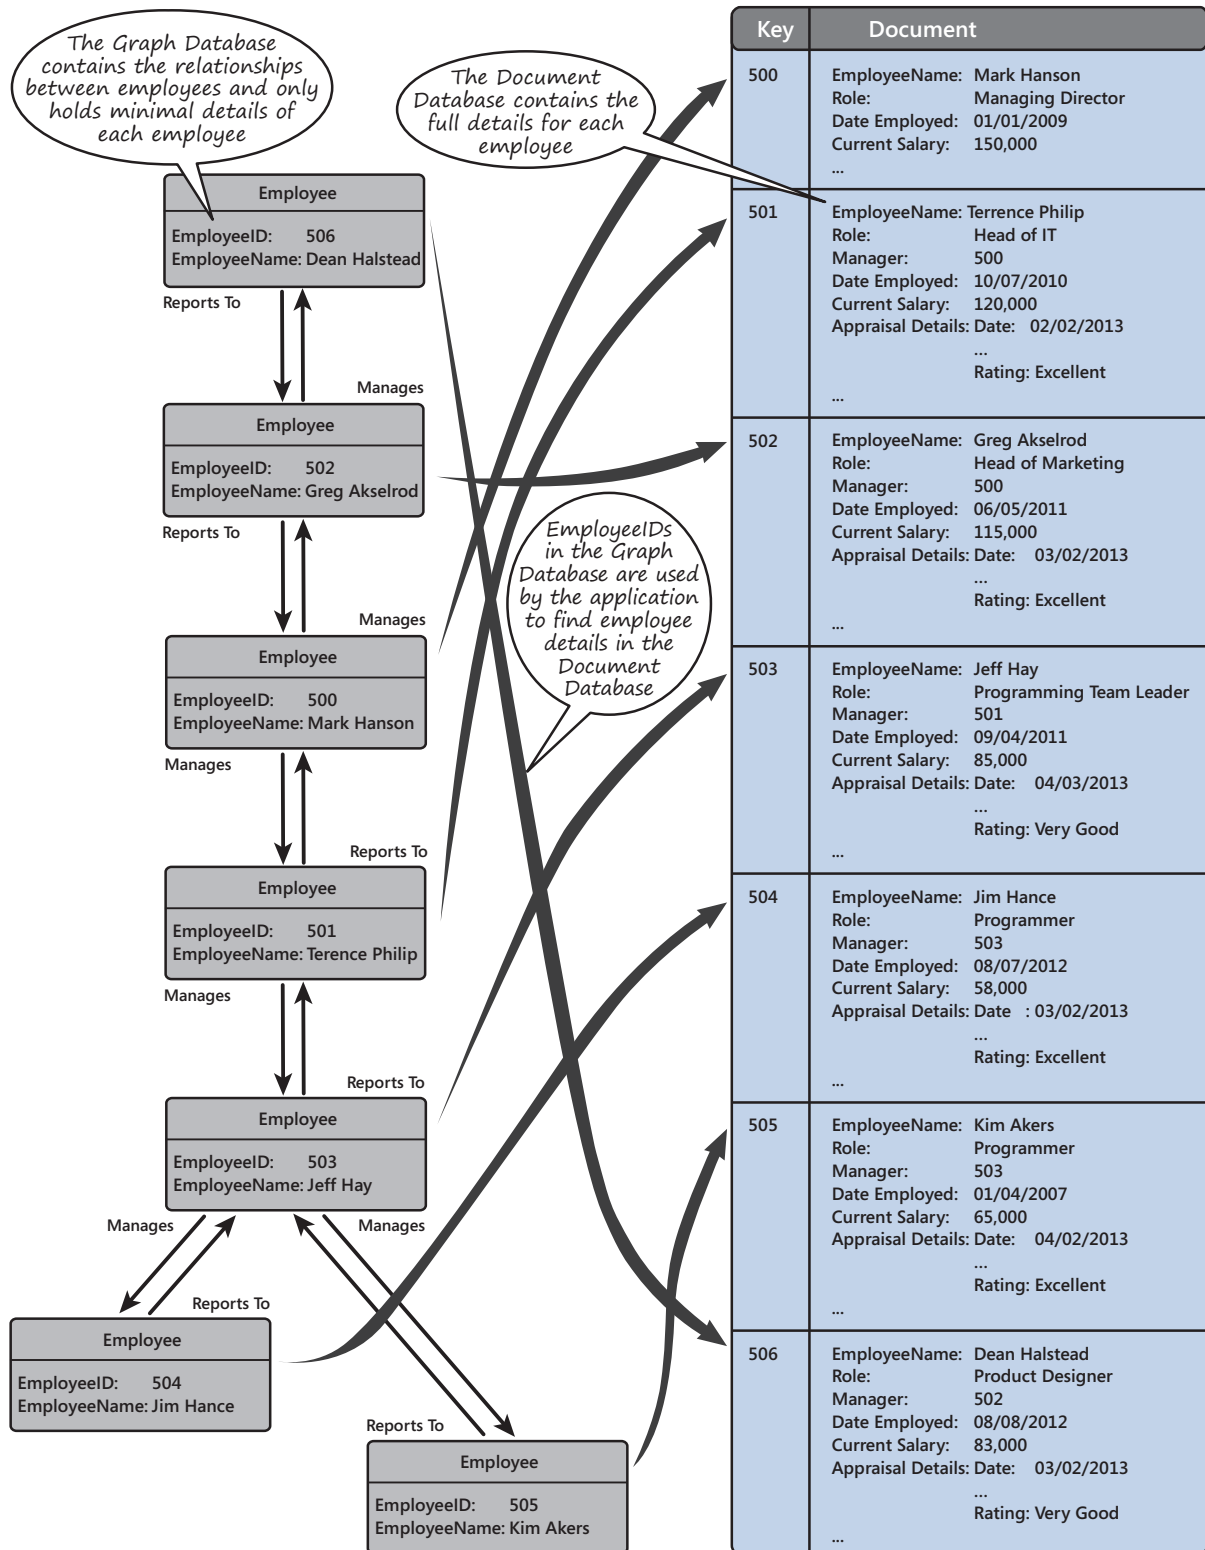 The Graph Database
contains the relationships
between employees and only
holds minimal details of
each employee
Employee
EmployeeID: 506
EmployeeName: Dean Halstead
Reports To
Manages
Employee
EmployeeID: 502
EmployeeName: Greg Akselrod
Reports To
Manages
Employee
EmployeeID: 500
EmployeeName: Mark Hanson
Manages
Reports To
Employee
EmployeeID: 501
EmployeeName: Terence Philip
Manages
Reports To
Employee
EmployeeID: 503
EmployeeName: Jeff Hay
Manages
Manages
Reports To
Employee
EmployeeID: 504
EmployeeName: Jim Hance
Reports To
Employee
EmployeeID: 505
EmployeeName: Kim Akers
The Document
Database contains the
full details for each
employee
EmployeeIDs
in the Graph
Database are used
by the application
to find employee
details in the
Document
Database
Key Document
500 EmployeeName: Mark Hanson
Role: Managing Director
Date Employed: 01/01/2009
Current Salary: 150,000
...
501 EmployeeName: Terrence Philip
Role: Head of IT
Manager: 500
Date Employed: 10/07/2010
Current Salary: 120,000
Appraisal Details: Date: 02/02/2013
...
Rating: Excellent
...
502 EmployeeName: Greg Akselrod
Role: Head of Marketing
Manager: 500
Date Employed: 06/05/2011
Current Salary: 115,000
Appraisal Details: Date: 03/02/2013
...
Rating: Excellent
...
503 EmployeeName: Jeff Hay
Role: Programming Team Leader
Manager: 501
Date Employed: 09/04/2011
Current Salary: 85,000
Appraisal Details: Date: 04/03/2013
...
Rating: Very Good
...
504 EmployeeName: Jim Hance
Role: Programmer
Manager: 503
Date Employed: 08/07/2012
Current Salary: 58,000
Appraisal Details: Date : 03/02/2013
...
Rating: Excellent
...
505 EmployeeName: Kim Akers
Role: Programmer
Manager: 503
Date Employed: 01/04/2007
Current Salary: 65,000
Appraisal Details: Date: 04/02/2013
...
Rating: Excellent
...
506 EmployeeName: Dean Halstead
Role: Product Designer
Manager: 502
Date Employed: 08/08/2012
Current Salary: 83,000
Appraisal Details: Date: 03/02/2013
...
Rating: Very Good
...